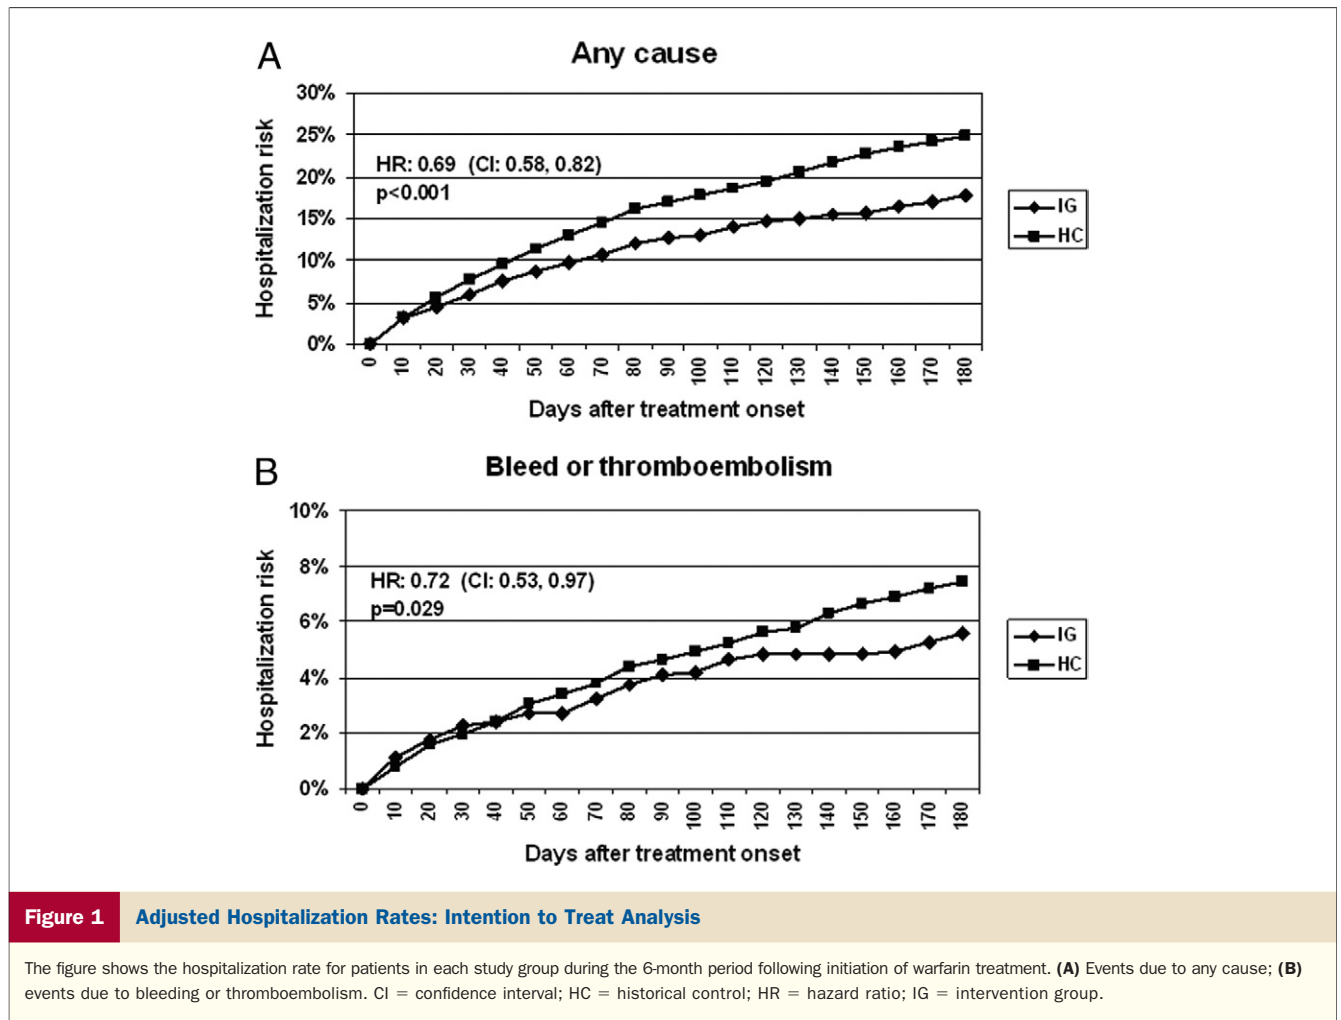 A
Any cause
30%
25%
20%
15%
10%
5%
0%
Hospitalization risk
HR: 0.69 (CI: 0.58, 0.82)
p<0.001
IG
HC
0 10 20 30 40 50 60 70 80 90 100 110 120 130 140 150 160 170 180
Days after treatment onset
B
Bleed or thromboembolism
10%
8%
6%
4%
2%
0%
Hospitalization risk
HR: 0.72 (CI: 0.53, 0.97)
p=0.029
IG
HC
0 10 20 30 40 50 60 70 80 90 100 110 120 130 140 150 160 170 180
Days after treatment onset
Figure 1 Adjusted Hospitalization Rates: Intention to Treat Analysis
The figure shows the hospitalization rate for patients in each study group during the 6-month period following initiation of warfarin treatment. (A) Events due to any cause; (B)
events due to bleeding or thromboembolism. CI = confidence interval; HC = historical control; HR = hazard ratio; IG = intervention group.